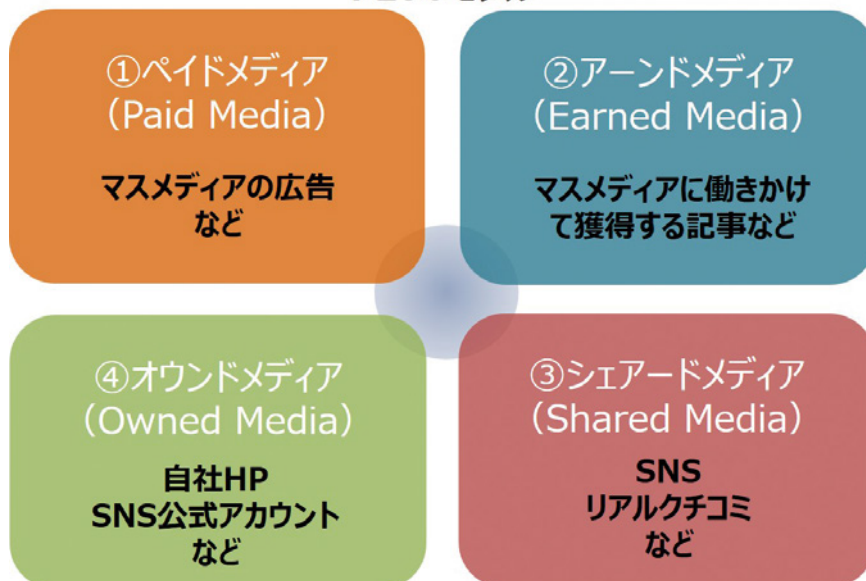 ①ペイドメディア
（Paid Media）
マスメディアの広告
など
②アーンドメディア
（Earned Media）
マスメディアに働きかけ
て獲得する記事など
④オウンドメディア
（Owned Media）
自社HP
SNS公式アカウント
など
③シェアードメディア
（Shared Media）
SNS
リアルクチコミ
など